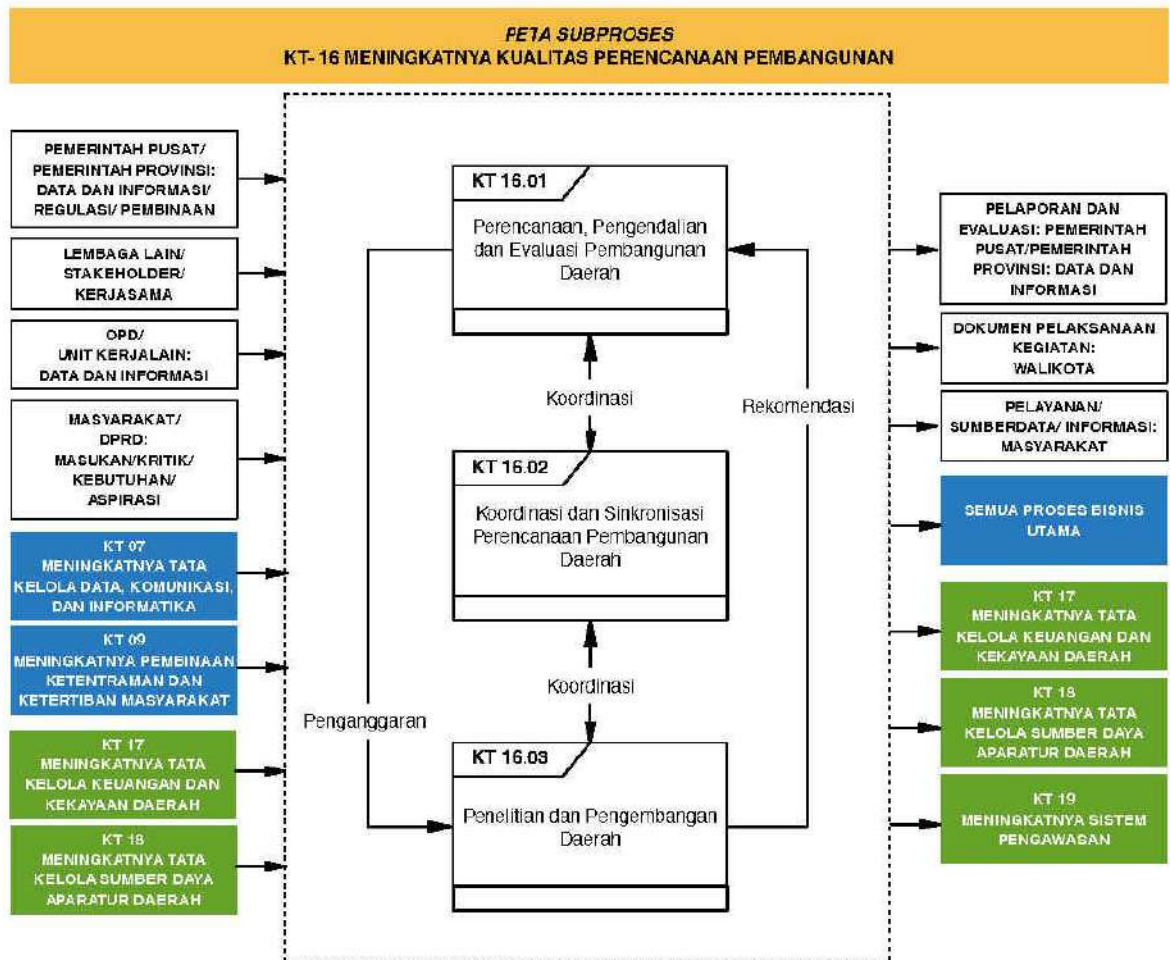 PETA SUBPROSES
KT- 16 MENINGKATNYA KUALITAS PERENCANAAN PEMBANGUNAN
PEMERINTAH PUSAT/
PEMERINTAH PROVINSI:
DATA DAN INFORMASI/
REGULASI/ PEMBINAAN
LEMBAGA LAIN/
STAKEHOLDER/
KERJASAMA
OPD/
UNIT KERJALAIN:
DATA DAN INFORMASI
MASYARAKAT/
DPRD:
MASUKAN/KRITIK/
KEBUTUHAN/
ASPIRASI
KT 07
MENINGKATNYA TATA
KELOLA DATA, KOMUNIKASI,
DAN INFORMATIKA
KT 09
MENINGKATNYA PEMBINAAN
KETENTRAMAN DAN
KETERTIBAN MASYARAKAT
KT 17
MENINGKATNYA TATA
KELOLA KEUANGAN DAN
KEKAYAAN DAERAH
KT 18
MENINGKATNYA TATA
KELOLA SUMBER DAYA
APARATUR DAERAH
KT 16.01
Perencanaan, Pengendalian
dan Evaluasi Pembangunan
Daerah
Koordinasi
Rekomendasi
KT 16.02
Koordinasi dan Sinkronisasi
Perencanaan Pembangunan
Daerah
Koordinasi
Penganggaran
KT 16.03
Penelitian dan Pengembangan
Daerah
PELAPORAN DAN
EVALUASI: PEMERINTAH
PUSAT/PEMERINTAH
PROVINSI: DATA DAN
INFORMASI
DOKUMEN PELAKSANAAN
KEGIATAN:
WALIKOTA
PELAYANAN/
SUMBERDATA/ INFORMASI:
MASYARAKAT
SEMUA PROSES BISNIS
UTAMA
KT 17
MENINGKATNYA TATA
KELOLA KEUANGAN DAN
KEKAYAAN DAERAH
KT 18
MENINGKATNYA TATA
KELOLA SUMBER DAYA
APARATUR DAERAH
KT 19
MENINGKATNYA SISTEM
PENGAWASAN